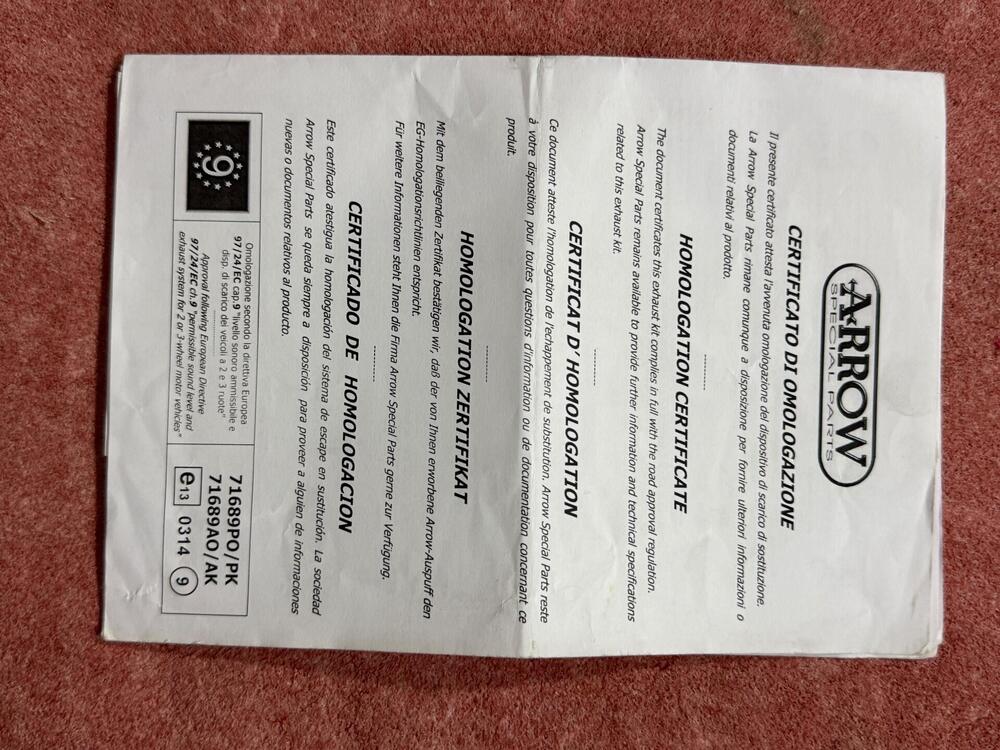 ARROW
SPECIAL PARTS
CERTIFICATO DI OMOLOGAZIONE
Il presente certificato attesta l'avvenuta omologazione del dispositivo di scarico di sostituzione.
La Arrow Special Parts rimane comunque a disposizione per fornire ulteriori informazioni o
documenti relativi al prodotto.
----------
HOMOLOGATION CERTIFICATE
The document certificates this exhaust kit complies in full with the road approval regulation.
Arrow Special Parts remains available to provide further information and technical specifications
related to this exhaust kit.
----------
CERTIFICAT D' HOMOLOGATION
Ce document atteste l'homologation de l'echappement de substitution. Arrow Special Parts reste
à votre disposition pour toutes questions d'information ou de documentation concernant ce
produit.
----------
HOMOLOGATION ZERTIFIKAT
Mit dem beiliegenden Zertifikat bestätigen wir, daß der von Ihnen erworbene Arrow-Auspuff den
EG-Homologationsrichtlinien entspricht.
Für weitere Informationen steht Ihnen die Firma Arrow Special Parts gerne zur Verfügung.
----------
CERTIFICADO DE HOMOLOGACION
Este certificado atestigua la homologación del sistema de escape en sustitución. La sociedad
Arrow Special Parts se queda siempre a disposición para proveer a alguien de informaciones
nuevas o documentos relativos al producto.
9
Omologazione secondo la direttiva Europea
97/24/EC cap.9 "livello sonoro ammissibile e
disp. di scarico dei veicoli a 2 e 3 ruote"
Approval following European Directive
97/24/EC ch.9 "permissible sound level and
exhaust system for 2 or 3-wheel motor vehicles"
71689PO/PK
71689AO/AK
e13 0314 9